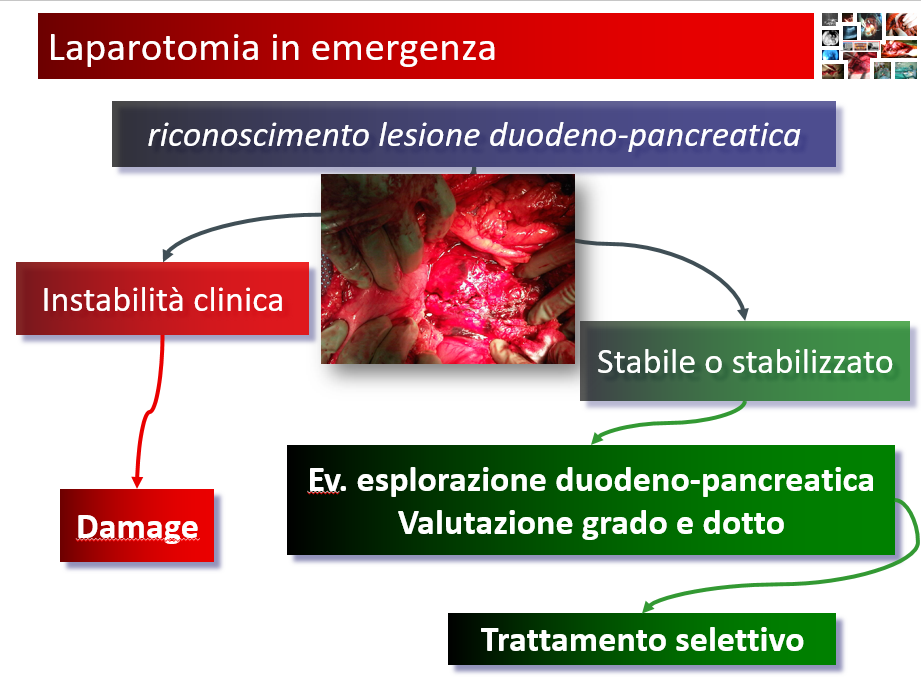 Laparotomia in emergenza
riconoscimento lesione duodeno-pancreatica
Instabilità clinica
Stabile o stabilizzato
Ev. esplorazione duodeno-pancreatica
Valutazione grado e dotto
Damage
Trattamento selettivo